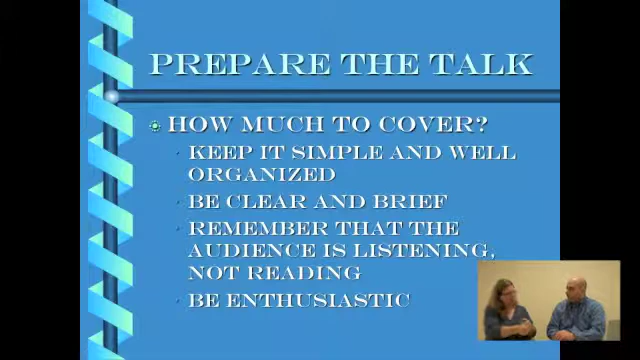 PREPARE THE TALK
HOW MUCH TO COVER?
KEEP IT SIMPLE AND WELL
ORGANIZED
BE CLEAR AND BRIEF
REMEMBER THAT THE
AUDIENCE IS LISTENING,
NOT READING
BE ENTHUSIASTIC